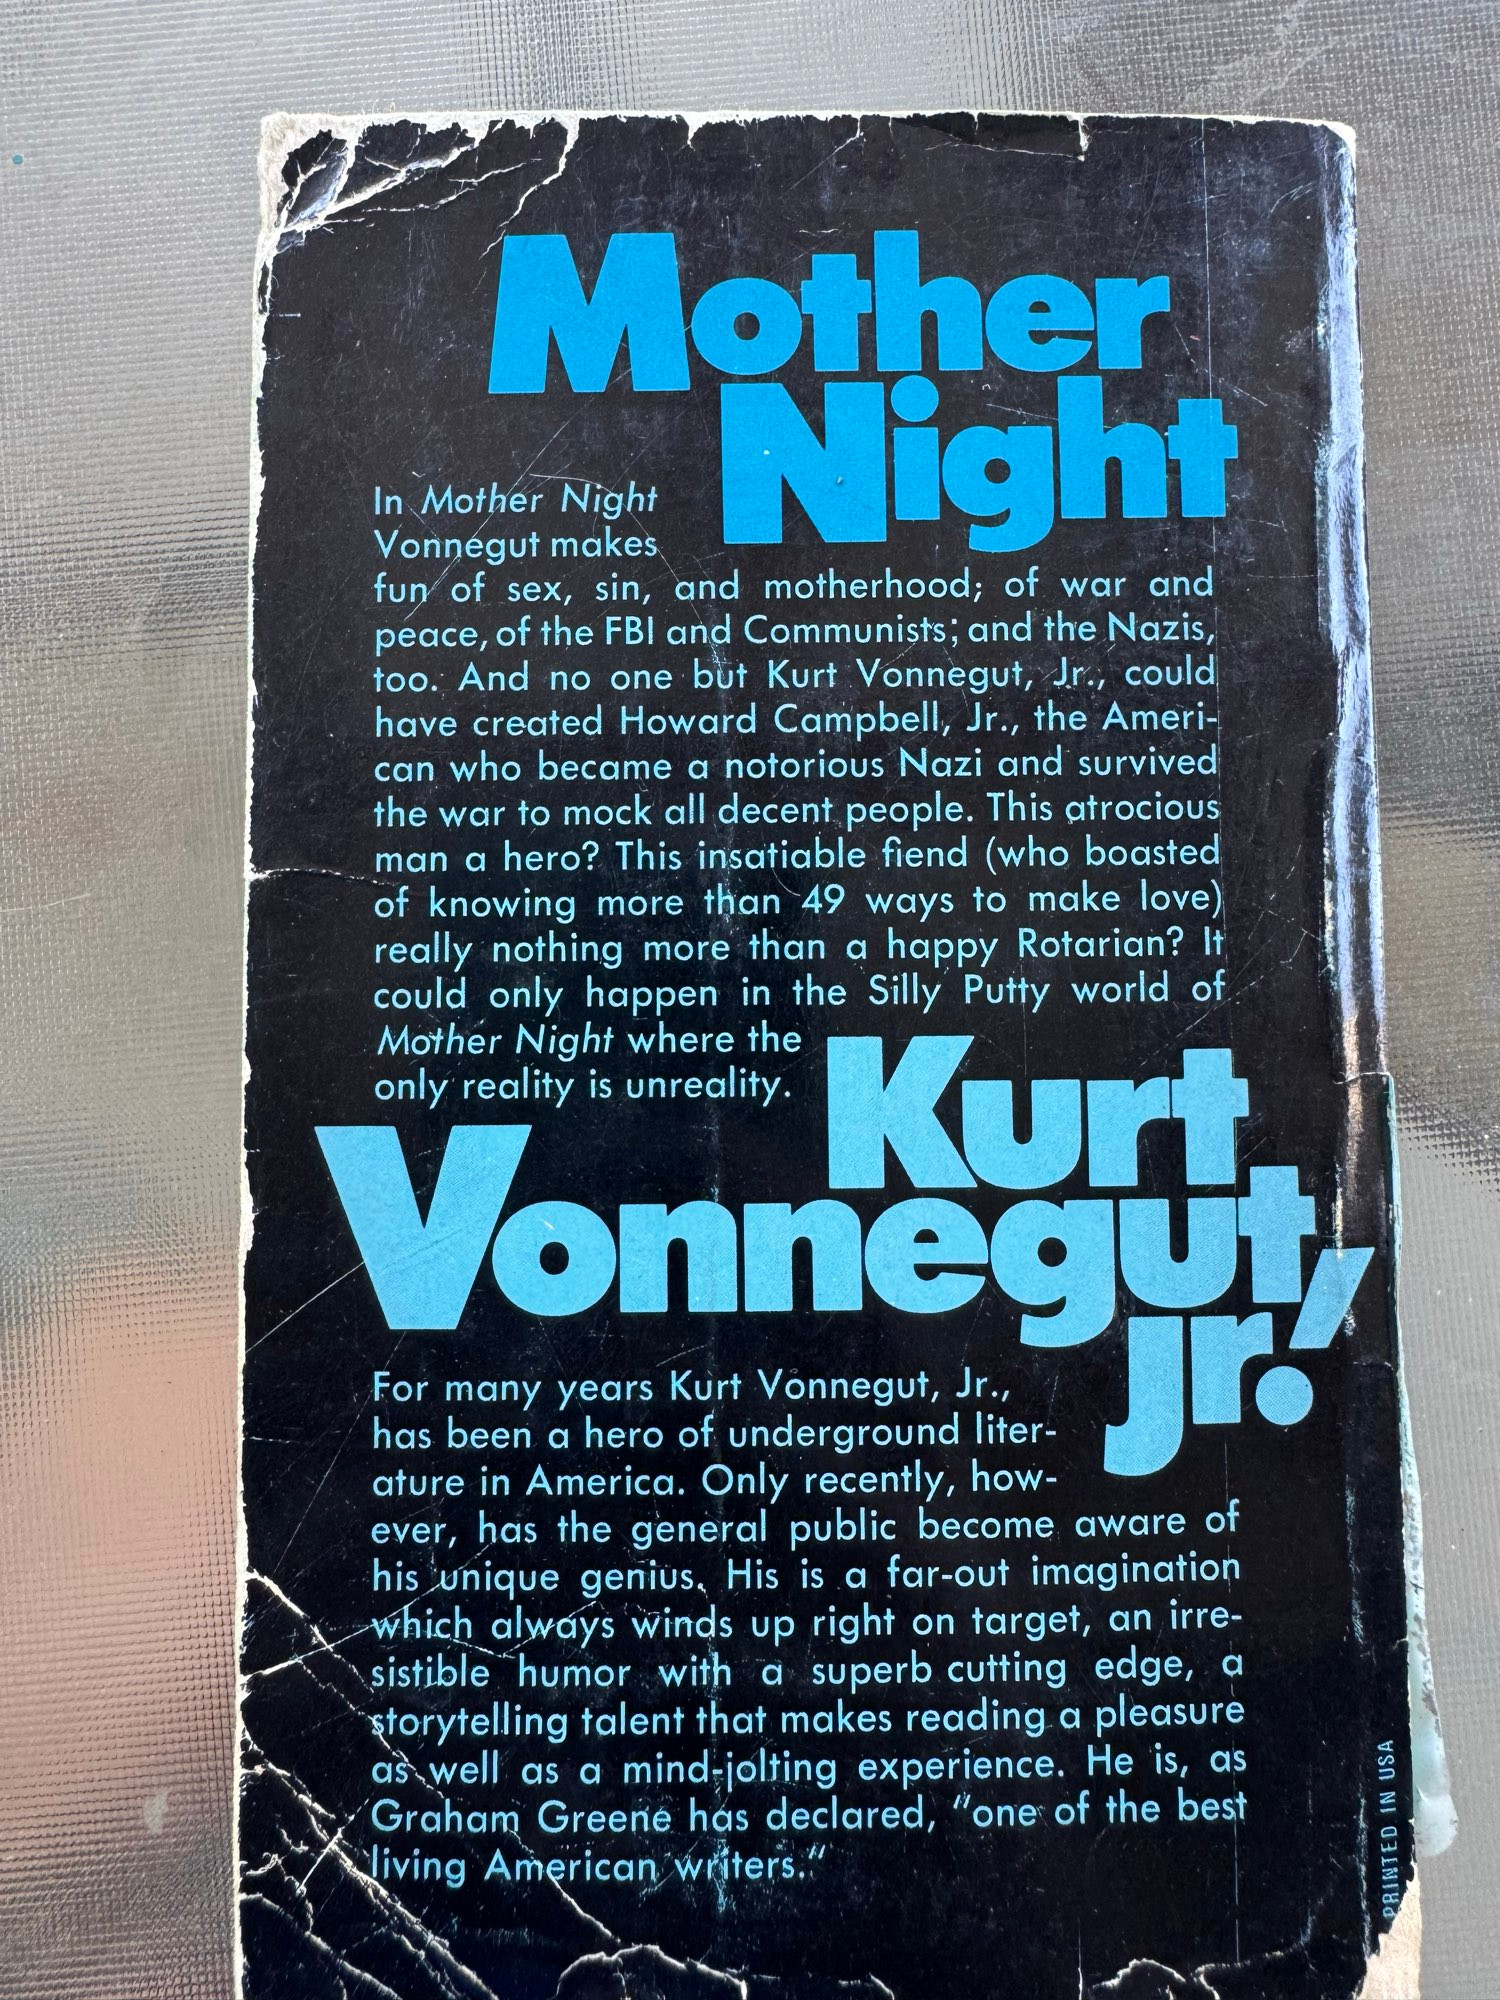 Mother
Night
In Mother Night
Vonnegut makes
fun of sex, sin, and motherhood; of war and
peace, of the FBI and Communists; and the Nazis,
too. And no one but Kurt Vonnegut, Jr., could
have created Howard Campbell, Jr., the Ameri-
can who became a notorious Nazi and survived
the war to mock all decent people. This atrocious
man a hero? This insatiable fiend (who boasted
of knowing more than 49 ways to make love)
really nothing more than a happy Rotarian? It
could only happen in the Silly Putty world of
Mother Night where the
only reality is unreality.
Kurt
Vonnegut,
Jr.!
For many years Kurt Vonnegut, Jr.,
has been a hero of underground liter-
ature in America. Only recently, how-
ever, has the general public become aware of
his unique genius. His is a far-out imagination
which always winds up right on target, an irre-
sistible humor with a superb cutting edge, a
storytelling talent that makes reading a pleasure
as well as a mind-jolting experience. He is, as
Graham Greene has declared, "one of the best
living American writers."
PRINTED IN USA